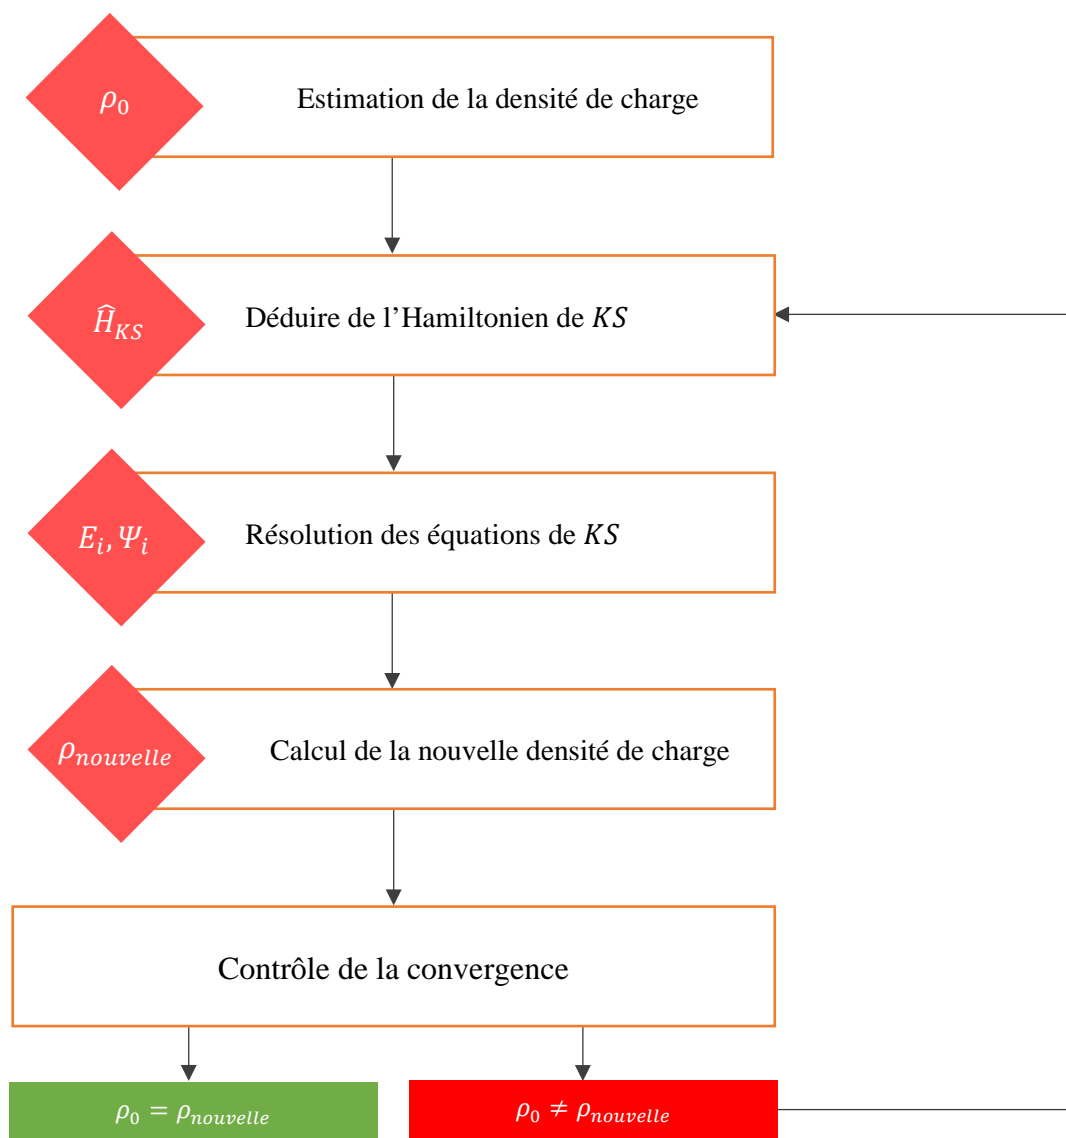 ρ₀
Estimation de la densité de charge
Ĥ_KS
Déduire de l’Hamiltonien de KS
E_i, Ψ_i
Résolution des équations de KS
ρ_nouvelle
Calcul de la nouvelle densité de charge
Contrôle de la convergence
ρ₀ = ρ_nouvelle
ρ₀ ≠ ρ_nouvelle